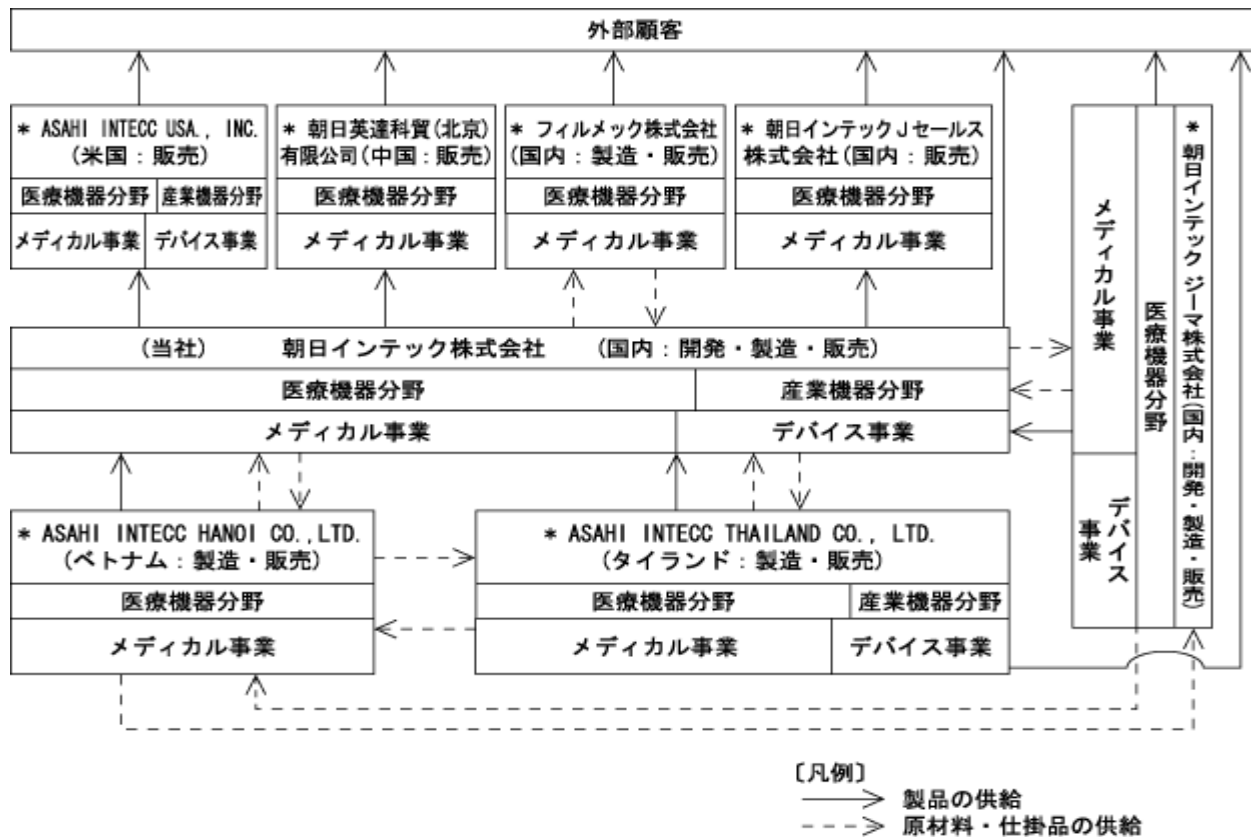 外部顧客
* ASAHI INTECC USA., INC.
(米国：販売)
医療機器分野
産業機器分野
メディカル事業
デバイス事業
* 朝日英達科貿(北京)
有限公司(中国：販売)
医療機器分野
メディカル事業
* フィルメック株式会社
(国内：製造・販売)
医療機器分野
メディカル事業
* 朝日インテックＪセールス
株式会社(国内：販売)
医療機器分野
メディカル事業
メディカル事業
デバイス
事業
医療機器分野
* 朝日インテック ジーマ株式会社(国内：開発・製造・販売)
(当社) 朝日インテック株式会社 (国内：開発・製造・販売)
医療機器分野
産業機器分野
メディカル事業
デバイス事業
* ASAHI INTECC HANOI CO.,LTD.
(ベトナム：製造・販売)
医療機器分野
メディカル事業
* ASAHI INTECC THAILAND CO., LTD.
(タイランド：製造・販売)
医療機器分野
産業機器分野
メディカル事業
デバイス事業
〔凡例〕
製品の供給
原材料・仕掛品の供給